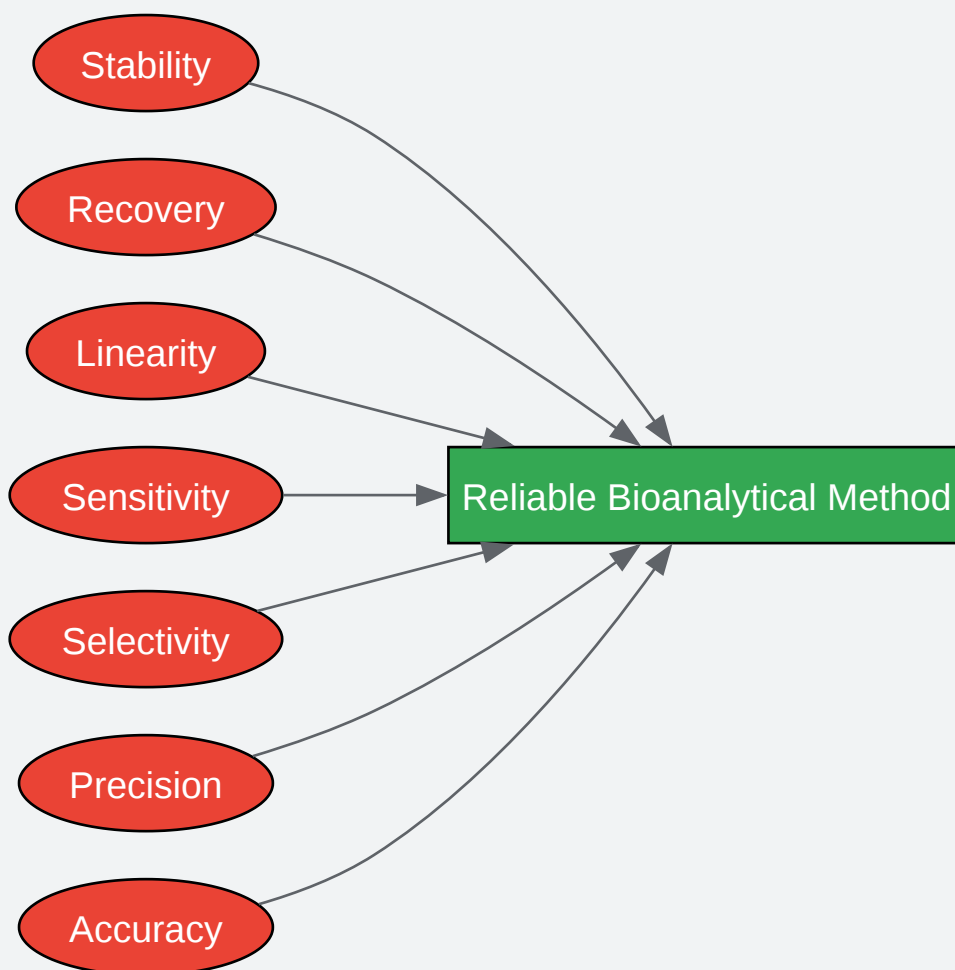 Stability
Recovery
Linearity
Sensitivity
Reliable Bioanalytical Method
Selectivity
Precision
Accuracy